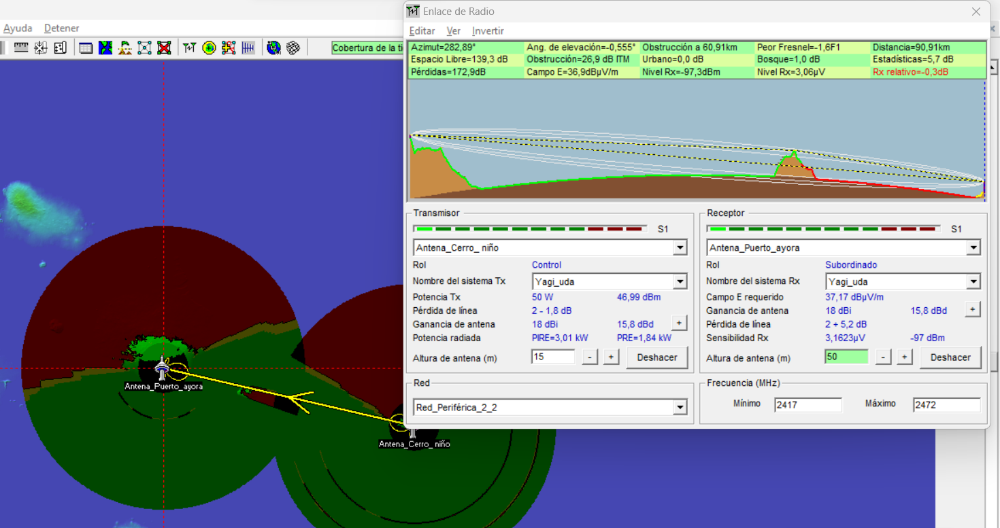 Enlace de Radio
Ayuda Detener
Editar Ver Invertir
Cobertura de la
Azimut=282,89° Ang. de elevación=-0,555° Obstrucción a 60,91km Peor Fresnel=-1,6F1 Distancia=90,91km
Espacio Libre=139,3 dB Obstrucción=26,9 dB ITM Urbano=0,0 dB Bosque=1,0 dB Estadísticas=5,7 dB
Pérdidas=172,9dB Campo E=36,9dBµV/m Nivel Rx=-97,3dBm Nivel Rx=3,06µV Rx relativo=-0,3dB
Transmisor
S1
Antena_Cerro_ niño
Rol Control
Nombre del sistema Tx Yagi_uda
Potencia Tx 50 W 46,99 dBm
Pérdida de línea 2 - 1,8 dB
Ganancia de antena 18 dBi 15,8 dBd +
Potencia radiada PIRE=3,01 kW PRE=1,84 kW
Altura de antena (m) 15 - + Deshacer
Receptor
S1
Antena_Puerto_ayora
Rol Subordinado
Nombre del sistema Rx Yagi_uda
Campo E requerido 37,17 dBµV/m
Ganancia de antena 18 dBi 15,8 dBd +
Pérdida de línea 2 + 5,2 dB
Sensibilidad Rx 3,1623µV -97 dBm
Altura de antena (m) 50 - + Deshacer
Red
Red_Periférica_2_2
Frecuencia (MHz)
Mínimo 2417 Máximo 2472
Antena_Puerto_ayora
Antena_Cerro_ niño